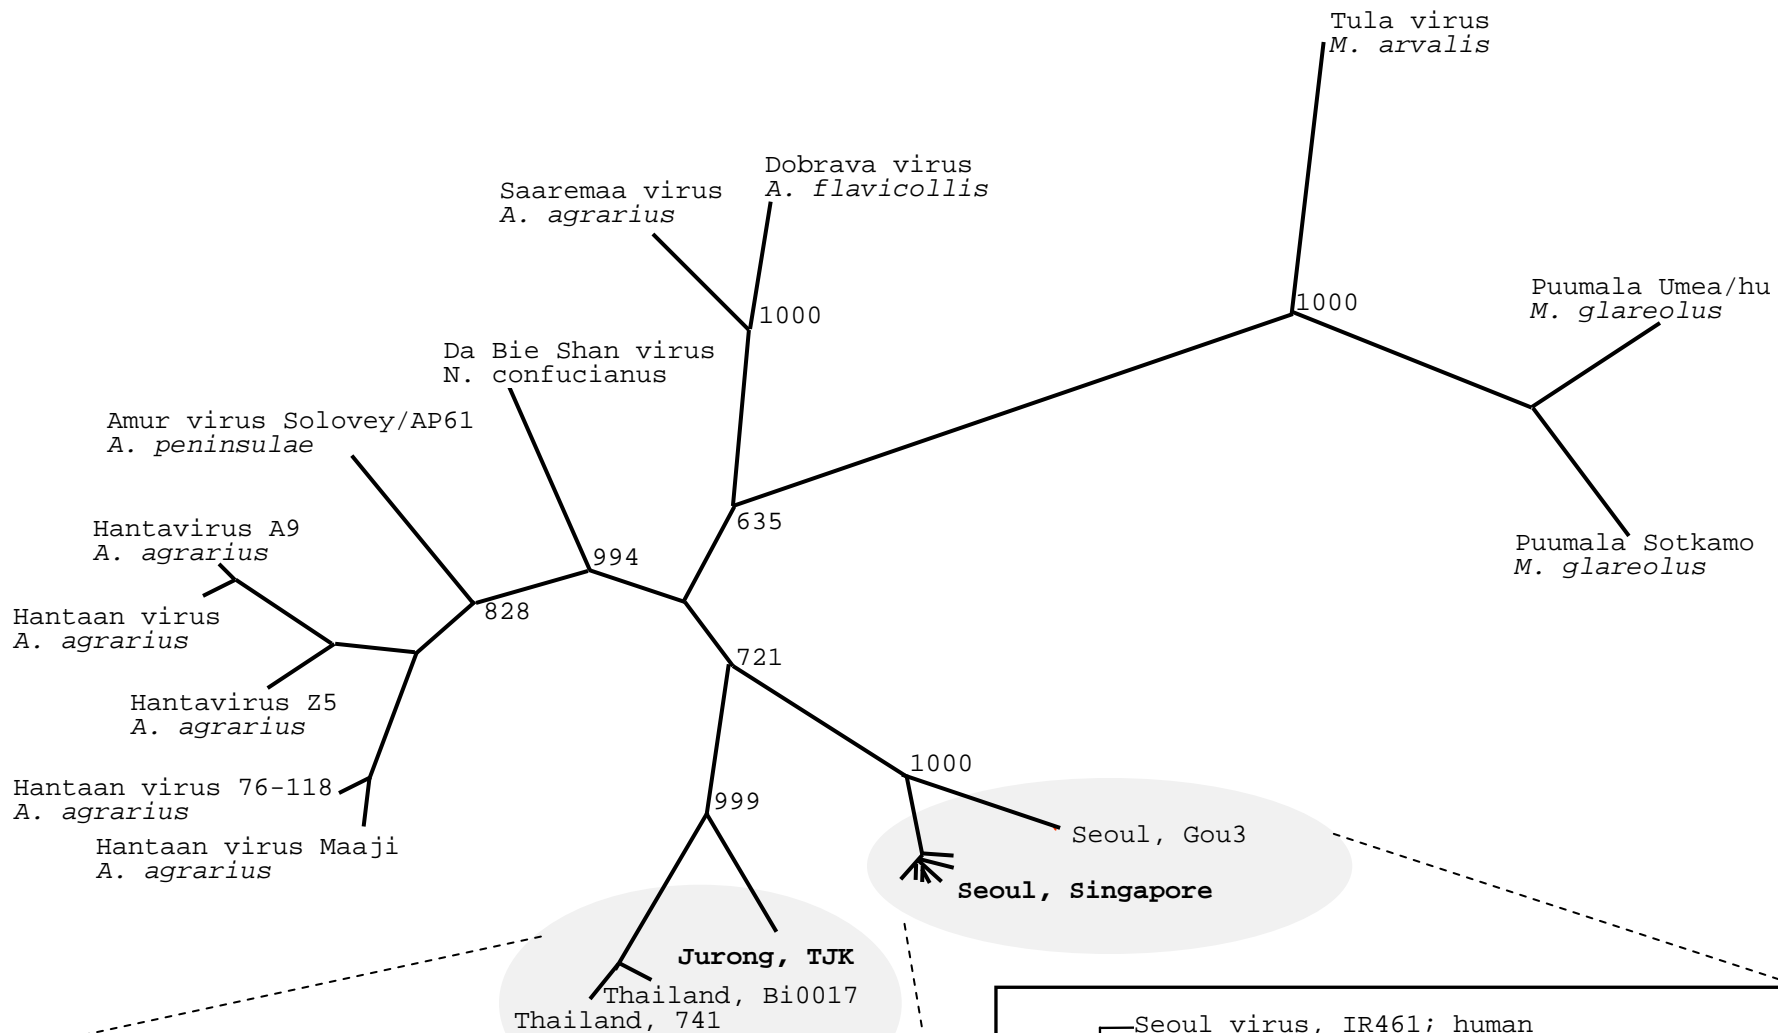 Tula virus
M. arvalis
Dobrava virus
A. flavicollis
Saaremaa virus
A. agrarius
Puumala Umea/hu
M. glareolus
1000
1000
Da Bie Shan virus
N. confucianus
Amur virus Solovey/AP61
A. peninsulae
635
Hantavirus A9
A. agrarius
994
Puumala Sotkamo
M. glareolus
828
Hantaan virus
A. agrarius
721
Hantavirus Z5
A. agrarius
1000
Hantaan virus 76-118
A. agrarius
999
Seoul, Gou3
Hantaan virus Maaji
A. agrarius
Seoul, Singapore
Jurong, TJK
Thailand, Bi0017
Thailand, 741
Seoul virus, IR461; human